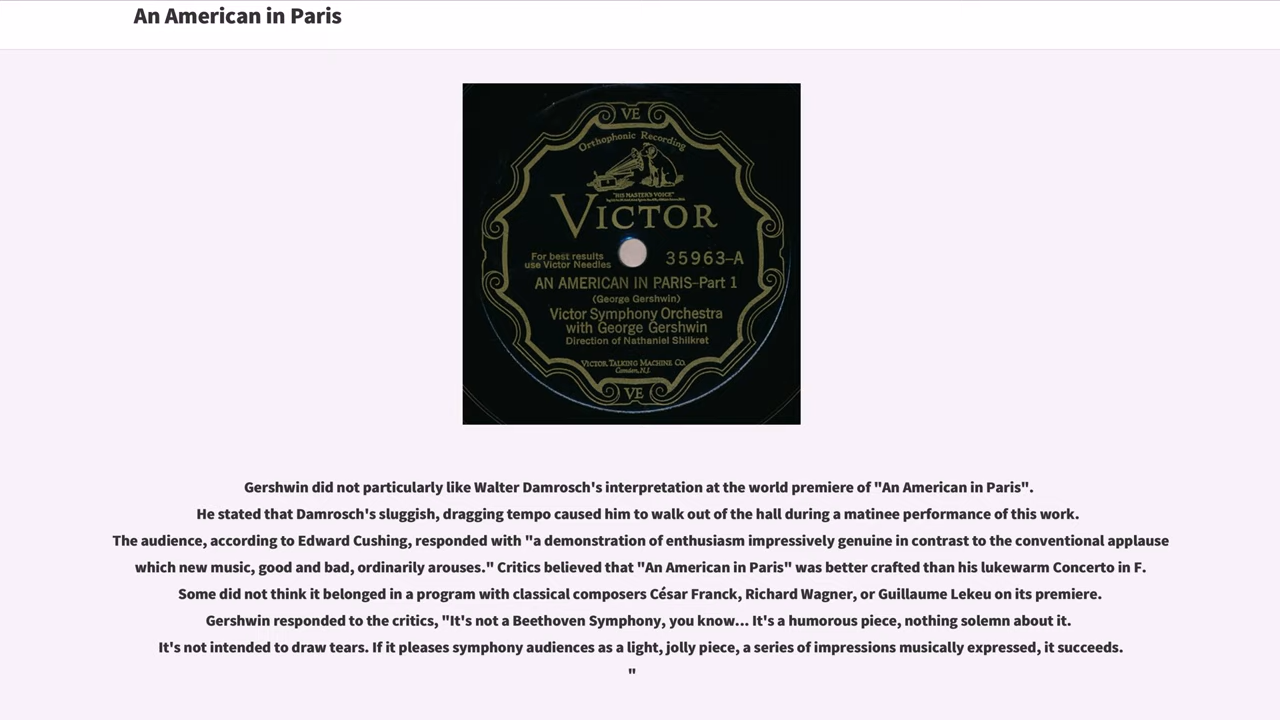 An American in Paris
VE
Orthophonic Recording
"HIS MASTER'S VOICE"
VICTOR
For best results
use Victor Needles
35963-A
AN AMERICAN IN PARIS-Part 1
(George Gershwin)
Victor Symphony Orchestra
with George Gershwin
Direction of Nathaniel Shilkret
VICTOR TALKING MACHINE CO.
Camden, N.J.
VE
Gershwin did not particularly like Walter Damrosch's interpretation at the world premiere of "An American in Paris".
He stated that Damrosch's sluggish, dragging tempo caused him to walk out of the hall during a matinee performance of this work.
The audience, according to Edward Cushing, responded with "a demonstration of enthusiasm impressively genuine in contrast to the conventional applause
which new music, good and bad, ordinarily arouses." Critics believed that "An American in Paris" was better crafted than his lukewarm Concerto in F.
Some did not think it belonged in a program with classical composers César Franck, Richard Wagner, or Guillaume Lekeu on its premiere.
Gershwin responded to the critics, "It's not a Beethoven Symphony, you know... It's a humorous piece, nothing solemn about it.
It's not intended to draw tears. If it pleases symphony audiences as a light, jolly piece, a series of impressions musically expressed, it succeeds.
"